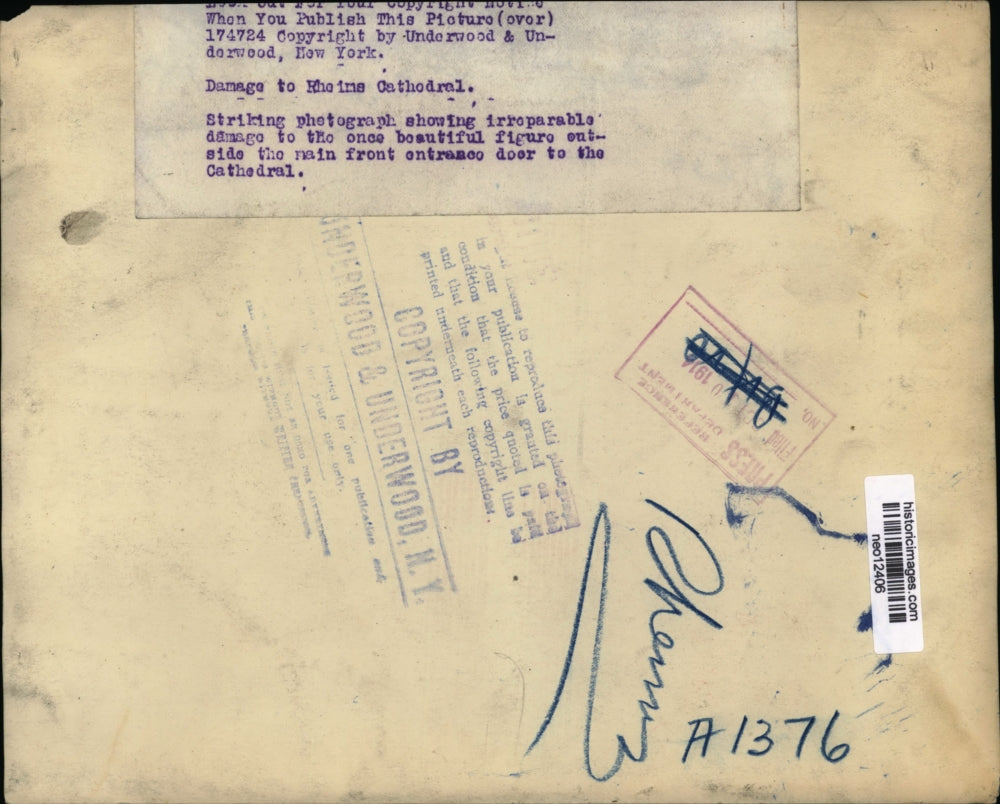 When You Publish This Picture(over)
174724 Copyright by Underwood & Un-
derwood, New York.
Damage to Rheims Cathedral.
Striking photograph showing irreparable
damage to the once beautiful figure out-
side the main front entrance door to the
Cathedral.
license to reproduce this photograph
in your publication is granted on the
condition that the price quoted is paid
and that the following copyright line be
printed underneath each reproductions.
COPYRIGHT BY
UNDERWOOD & UNDERWOOD, N. Y.
for one publication and
for your use only.
PRESS
REFERENCE
DEPARTMENT
FILING
NO.
Rheims
A1376
historicimages.com
neo12406